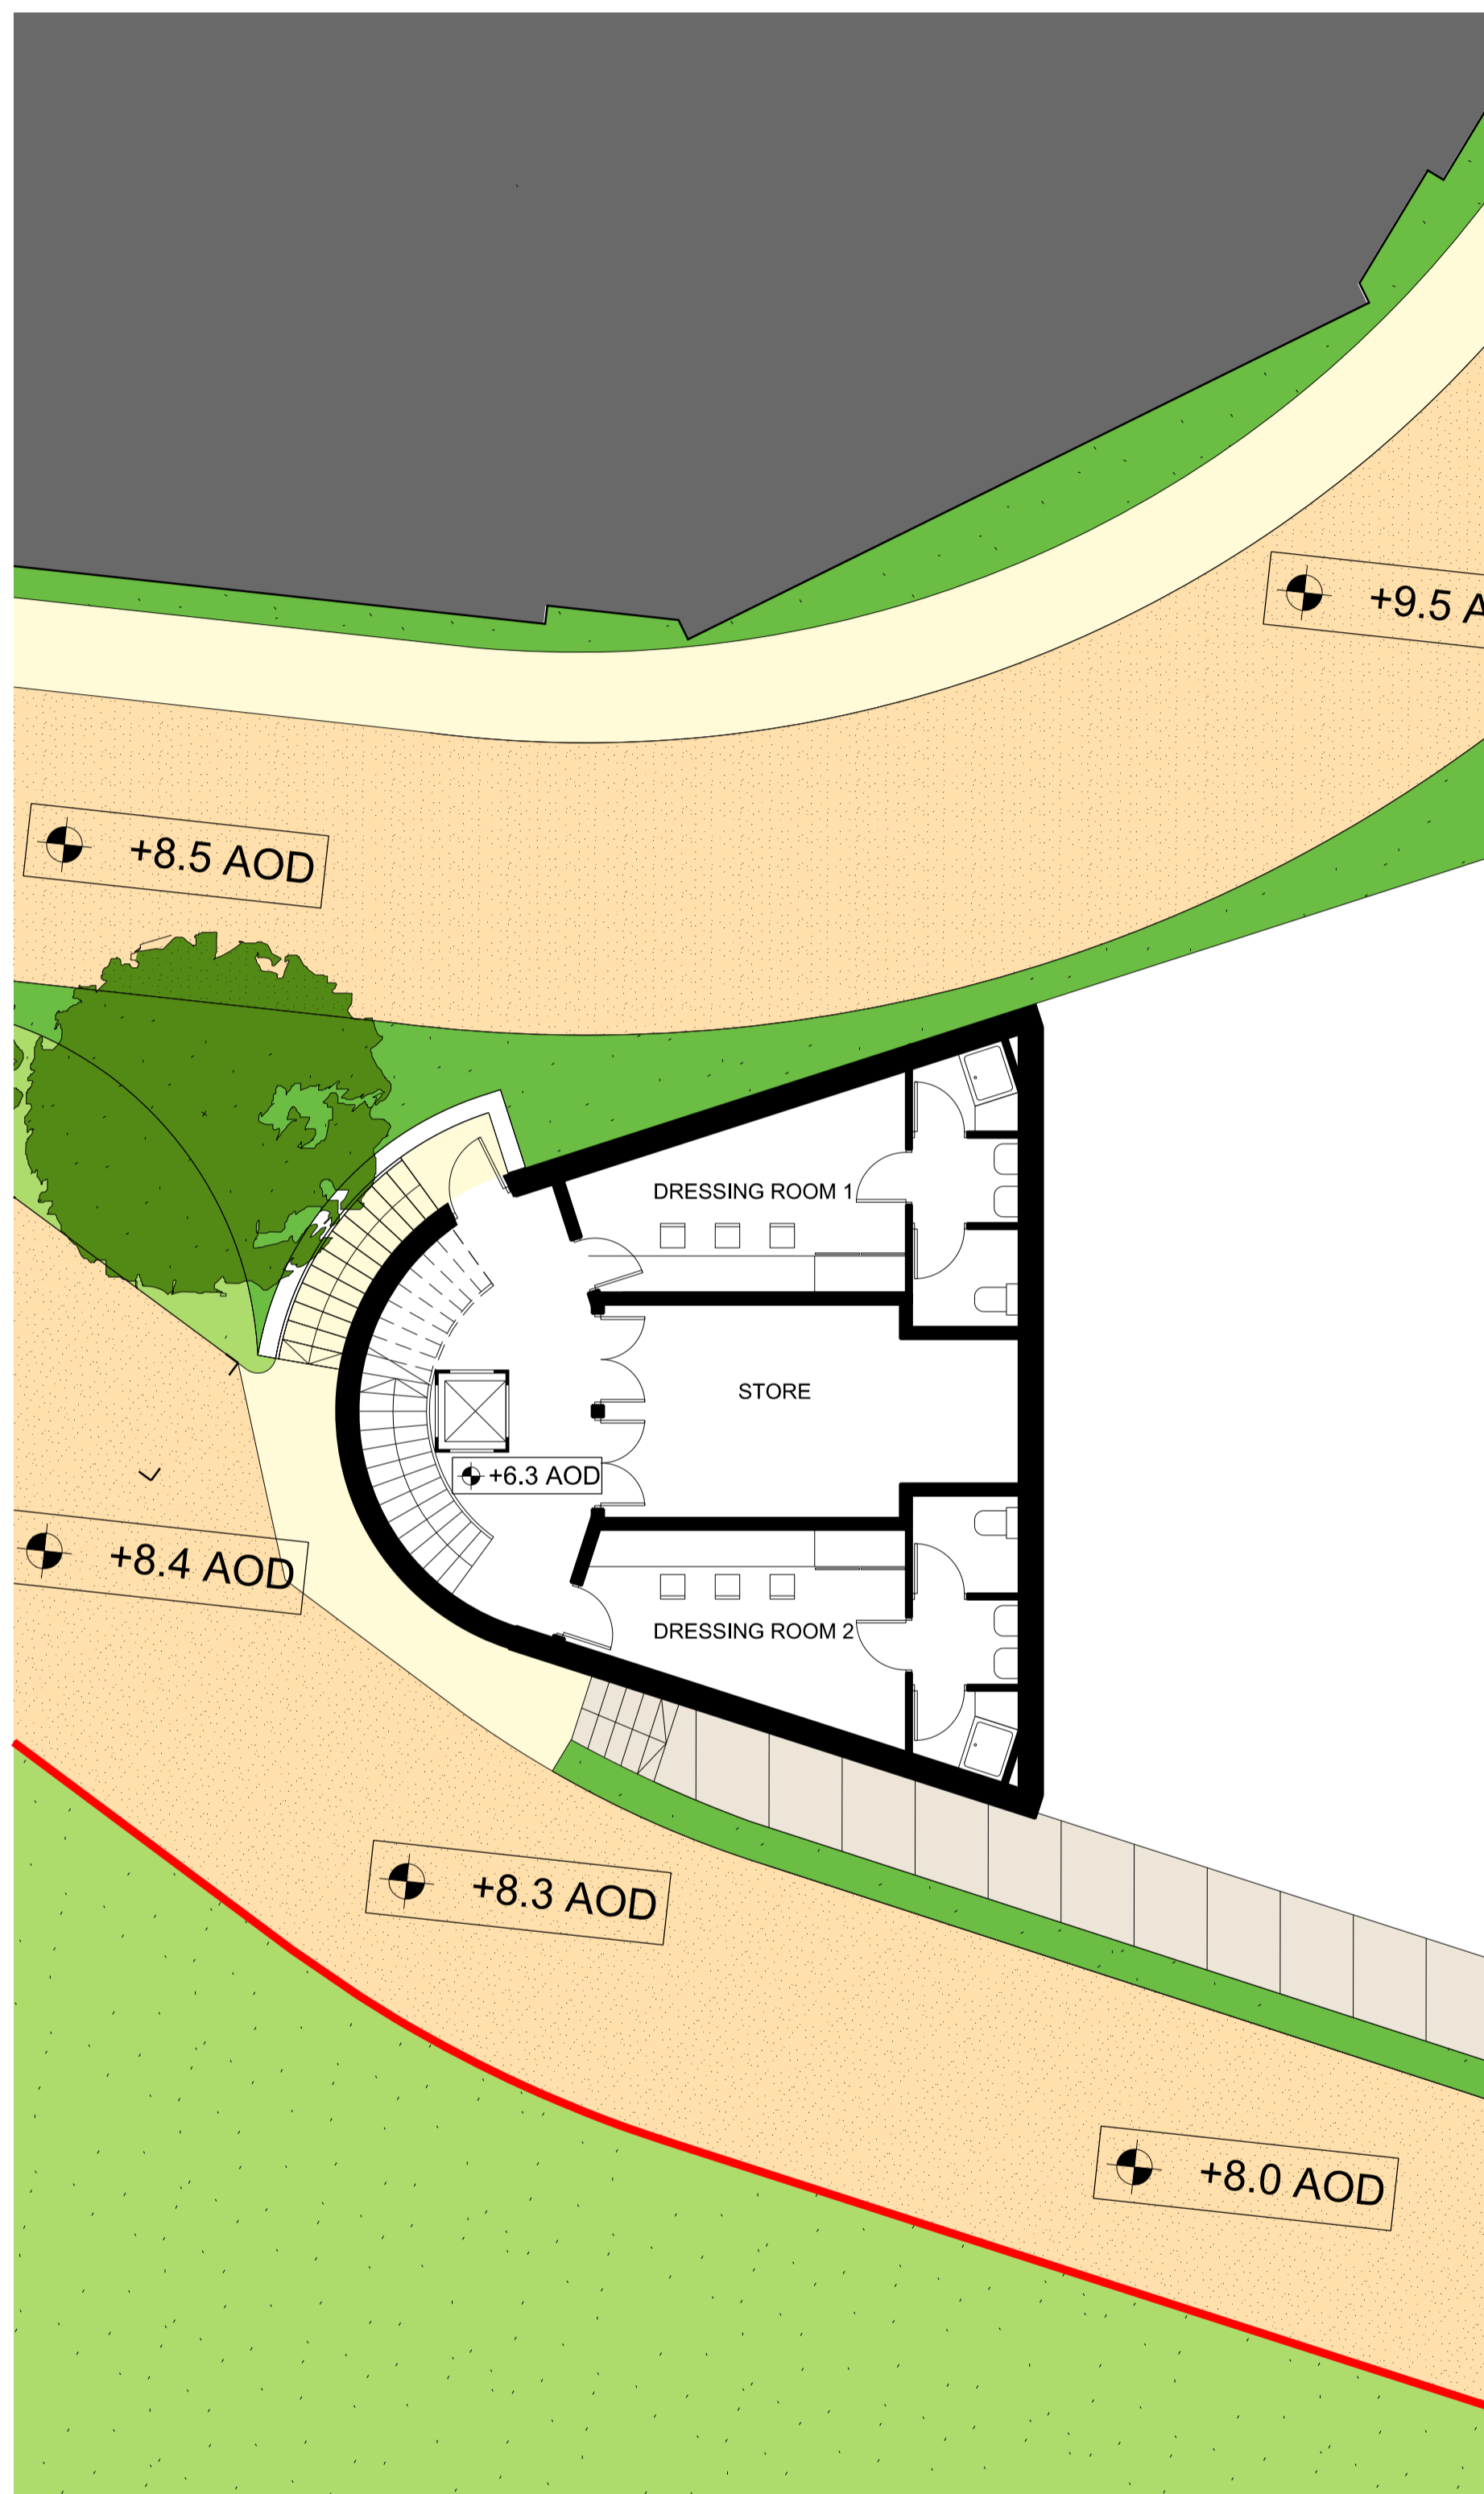 +9.5 A
+8.5 AOD
DRESSING ROOM 1
STORE
+6.3 AOD
+8.4 AOD
DRESSING ROOM 2
+8.3 AOD
+8.0 AOD